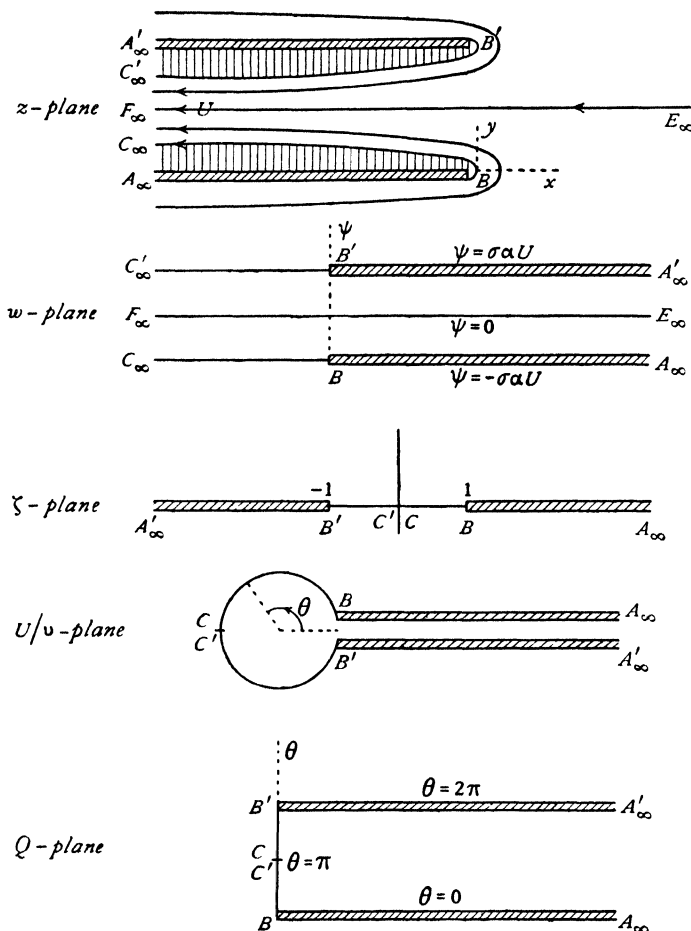 A′∞ B′
C′∞
z-plane F∞ U E∞
C∞ y
A∞ B x
ψ
C′∞ B′ ψ=σαU A′∞
w-plane F∞ ψ=0 E∞
C∞ B ψ=-σαU A∞
ζ-plane -1 1
A′∞ B′ C′ C B A∞
θ B A∞
U/υ-plane C C′ B′ A′∞
θ
B′ θ=2π A′∞
Q-plane C C′ θ=π
θ=0
B A∞